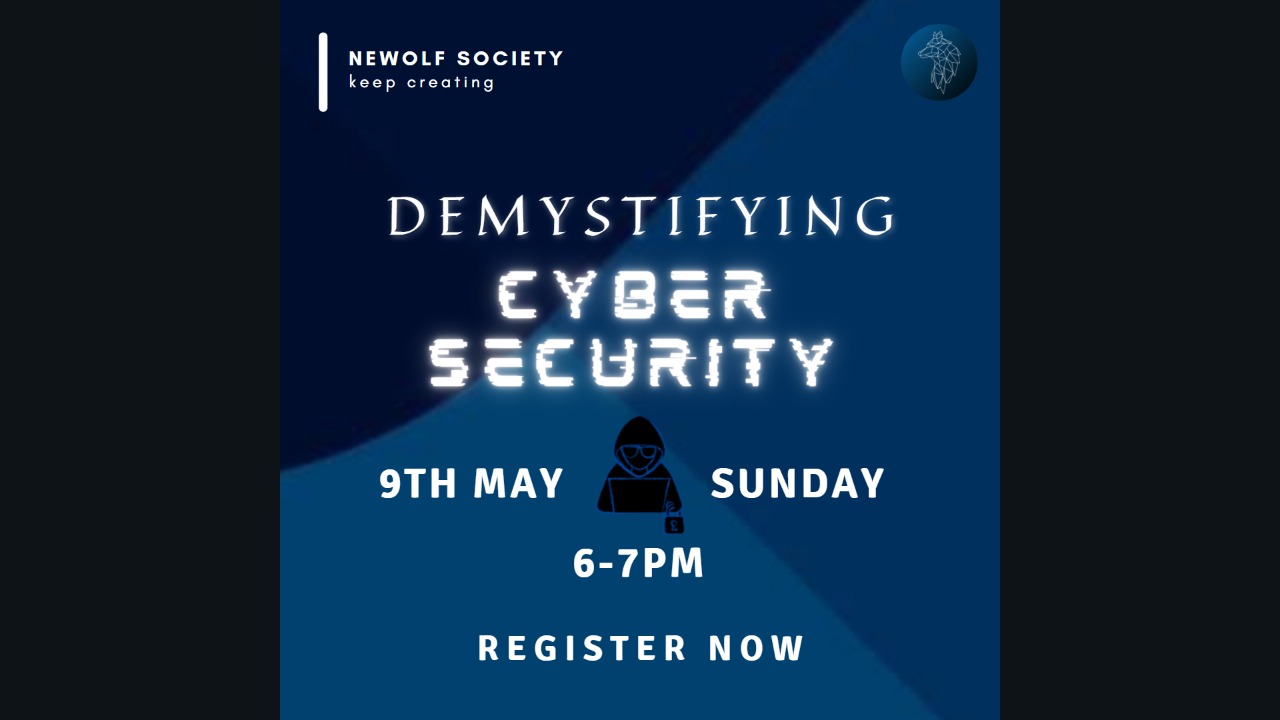 NEWOLF SOCIETY
keep creating
DEMYSTIFYING
CYBER
SECURITY
9TH MAY SUNDAY
6-7PM
REGISTER NOW